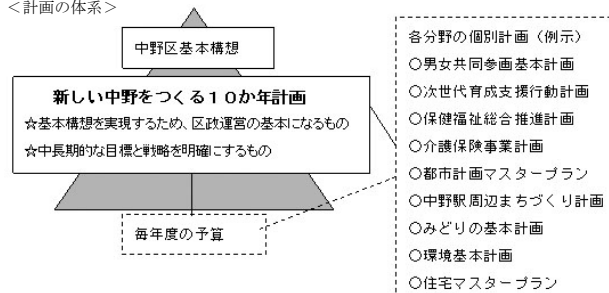 ＜計画の体系＞
中野区基本構想
新しい中野をつくる１０か年計画
☆基本構想を実現するため、区政運営の基本になるもの
☆中長期的な目標と戦略を明確にするもの
毎年度の予算
各分野の個別計画（例示）
○男女共同参画基本計画
○次世代育成支援行動計画
○保健福祉総合推進計画
○介護保険事業計画
○都市計画マスタープラン
○中野駅周辺まちづくり計画
○みどりの基本計画
○環境基本計画
○住宅マスタープラン